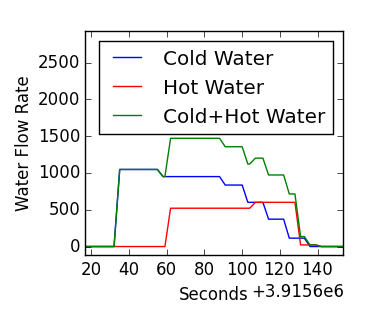 2500
2000
1500
1000
500
0
Water Flow Rate
Cold Water
Hot Water
Cold+Hot Water
20 40 60 80 100 120 140
Seconds +3.9156e6